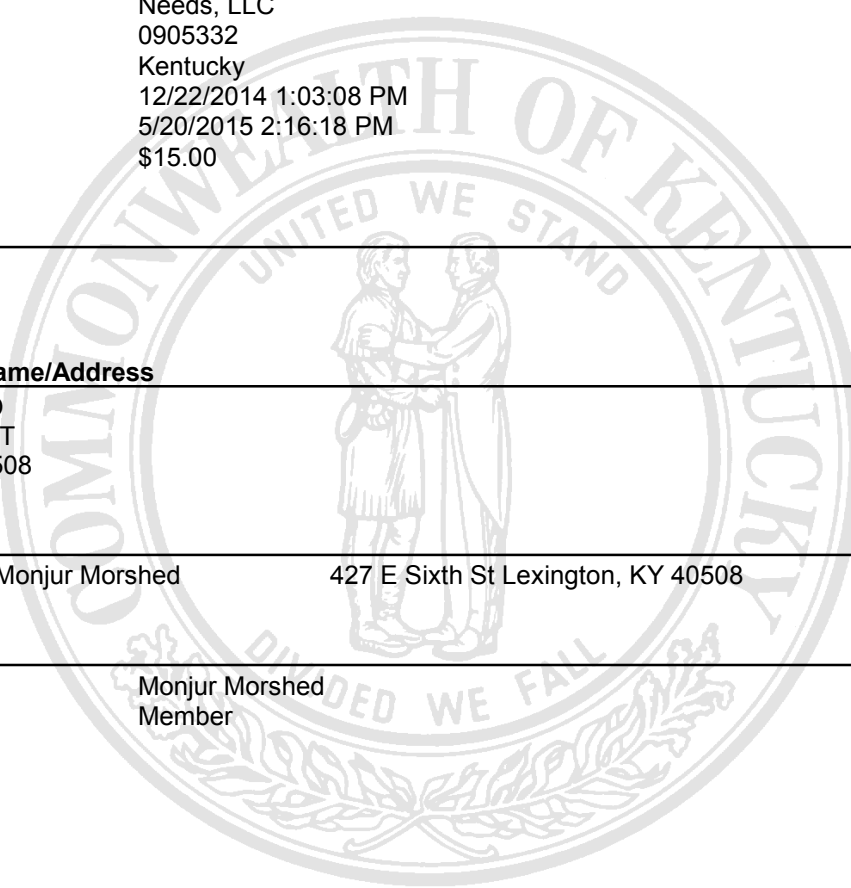 Needs, LLC
0905332
Kentucky
12/22/2014 1:03:08 PM
5/20/2015 2:16:18 PM
$15.00
COMMONWEALTH OF KENTUCKY
UNITED WE STAND
ame/Address
T
508
Monjur Morshed 427 E Sixth St Lexington, KY 40508
DIVIDED WE FALL
Monjur Morshed
Member